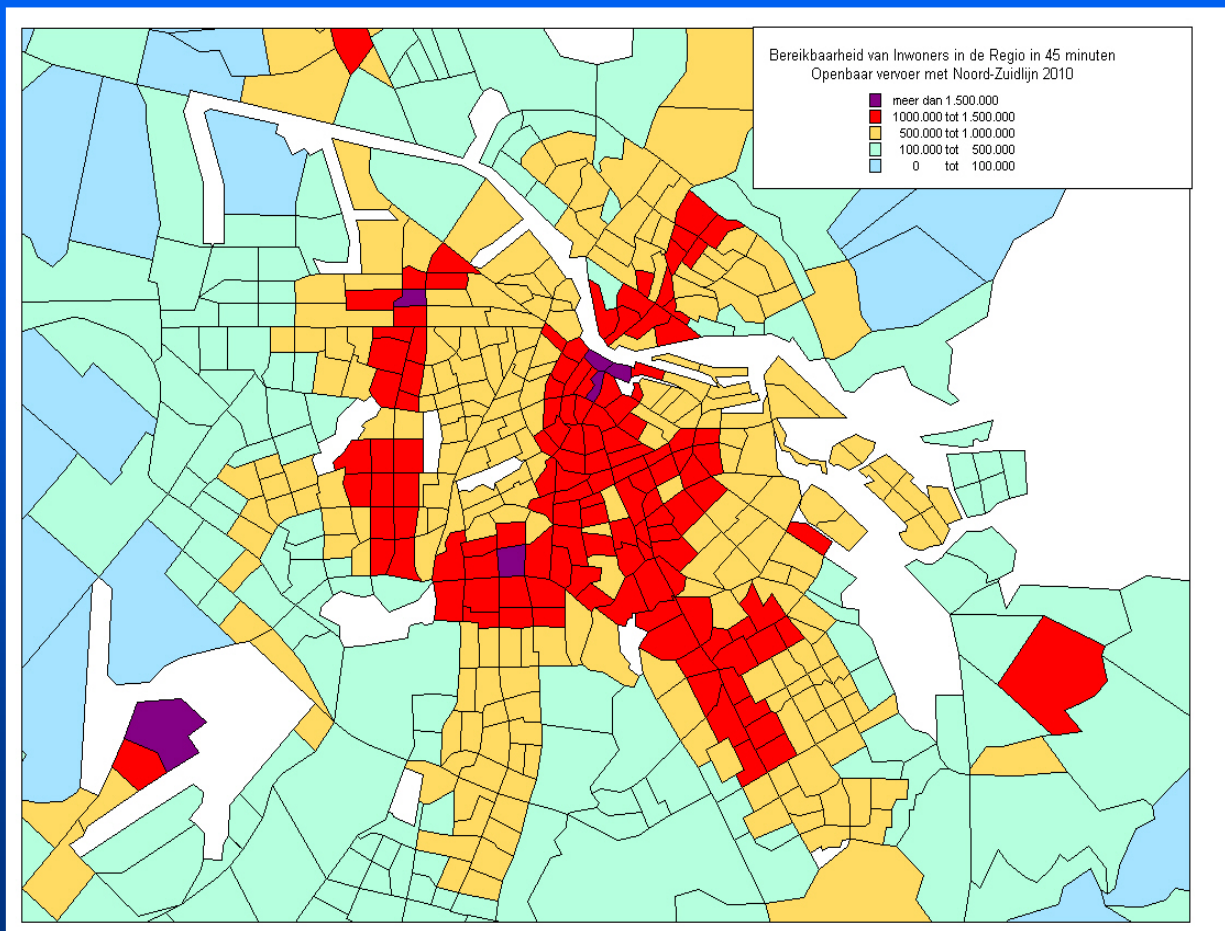 Bereikbaarheid van Inwoners in de Regio in 45 minuten
Openbaar vervoer met Noord-Zuidlijn 2010
meer dan 1.500.000
1000.000 tot 1.500.000
500.000 tot 1.000.000
100.000 tot 500.000
0 tot 100.000